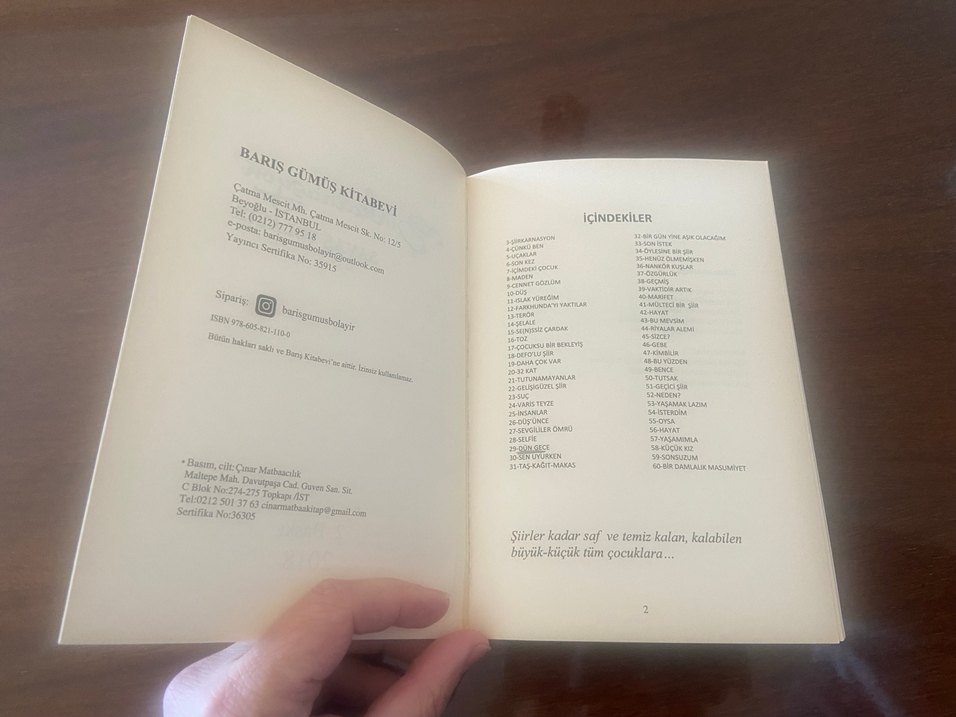 BARIŞ GÜMÜŞ KİTABEVİ
Çatma Mescit Mh. Çatma Mescit Sk. No: 12/5
Beyoğlu - İSTANBUL
Tel: (0212) 777 95 18
e-posta: barisgumusbolayir@outlook.com
Yayıncı Sertifika No: 35915
Sipariş: barisgumusbolayir
ISBN 978-605-821-110-0
Bütün hakları saklı ve Barış Kitabevi'ne aittir. İzinsiz kullanılamaz.
• Basım, cilt: Çınar Matbaacılık
Maltepe Mah. Davutpaşa Cad. Guven San. Sit.
C Blok No:274-275 Topkapı /İST
Tel:0212 501 37 63 cinarmatbaakitap@gmail.com
Sertifika No:36305
İÇİNDEKİLER
3-ŞİİRKARNASYON
4-ÇÜNKÜ BEN
5-UÇAKLAR
6-SON KEZ
7-İÇİMDEKİ ÇOCUK
8-MADEN
9-CENNET GÖZLÜM
10-DÜŞ
11-ISLAK YÜREĞİM
12-FARKHUNDA'YI YAKTILAR
13-TERÖR
14-ŞELALE
15-SE(N)SSİZ ÇARDAK
16-TOZ
17-ÇOCUKSU BİR BEKLEYİŞ
18-DEFO'LU ŞİİR
19-DAHA ÇOK VAR
20-32 KAT
21-TUTUNAMAYANLAR
22-GELİŞİGÜZEL ŞİİR
23-SUÇ
24-VARİS TEYZE
25-İNSANLAR
26-DÜŞ'ÜNCE
27-SEVGİLİLER ÖMRÜ
28-SELFİE
29-DÜN GECE
30-SEN UYURKEN
31-TAŞ-KAĞIT-MAKAS
32-BİR GÜN YİNE AŞIK OLACAĞIM
33-SON İSTEK
34-ÖYLESİNE BİR ŞİİR
35-HENÜZ ÖLMEMİŞKEN
36-NANKÖR KUŞLAR
37-ÖZGÜRLÜK
38-GEÇMİŞ
39-VAKTİDİR ARTIK
40-MARİFET
41-MÜLTECİ BİR ŞİİR
42-HAYAT
43-BU MEVSİM
44-RİYALAR ALEMİ
45-SİZCE?
46-GEBE
47-KİMBİLİR
48-BU YÜZDEN
49-BENCE
50-TUTSAK
51-GEÇİCİ ŞİİR
52-NEDEN?
53-YAŞAMAK LAZIM
54-İSTERDİM
55-OYSA
56-HAYAT
57-YAŞAMIMLA
58-KÜÇÜK KIZ
59-SONSUZUM
60-BİR DAMLALIK MASUMİYET
Şiirler kadar saf ve temiz kalan, kalabilen
büyük-küçük tüm çocuklara…
2